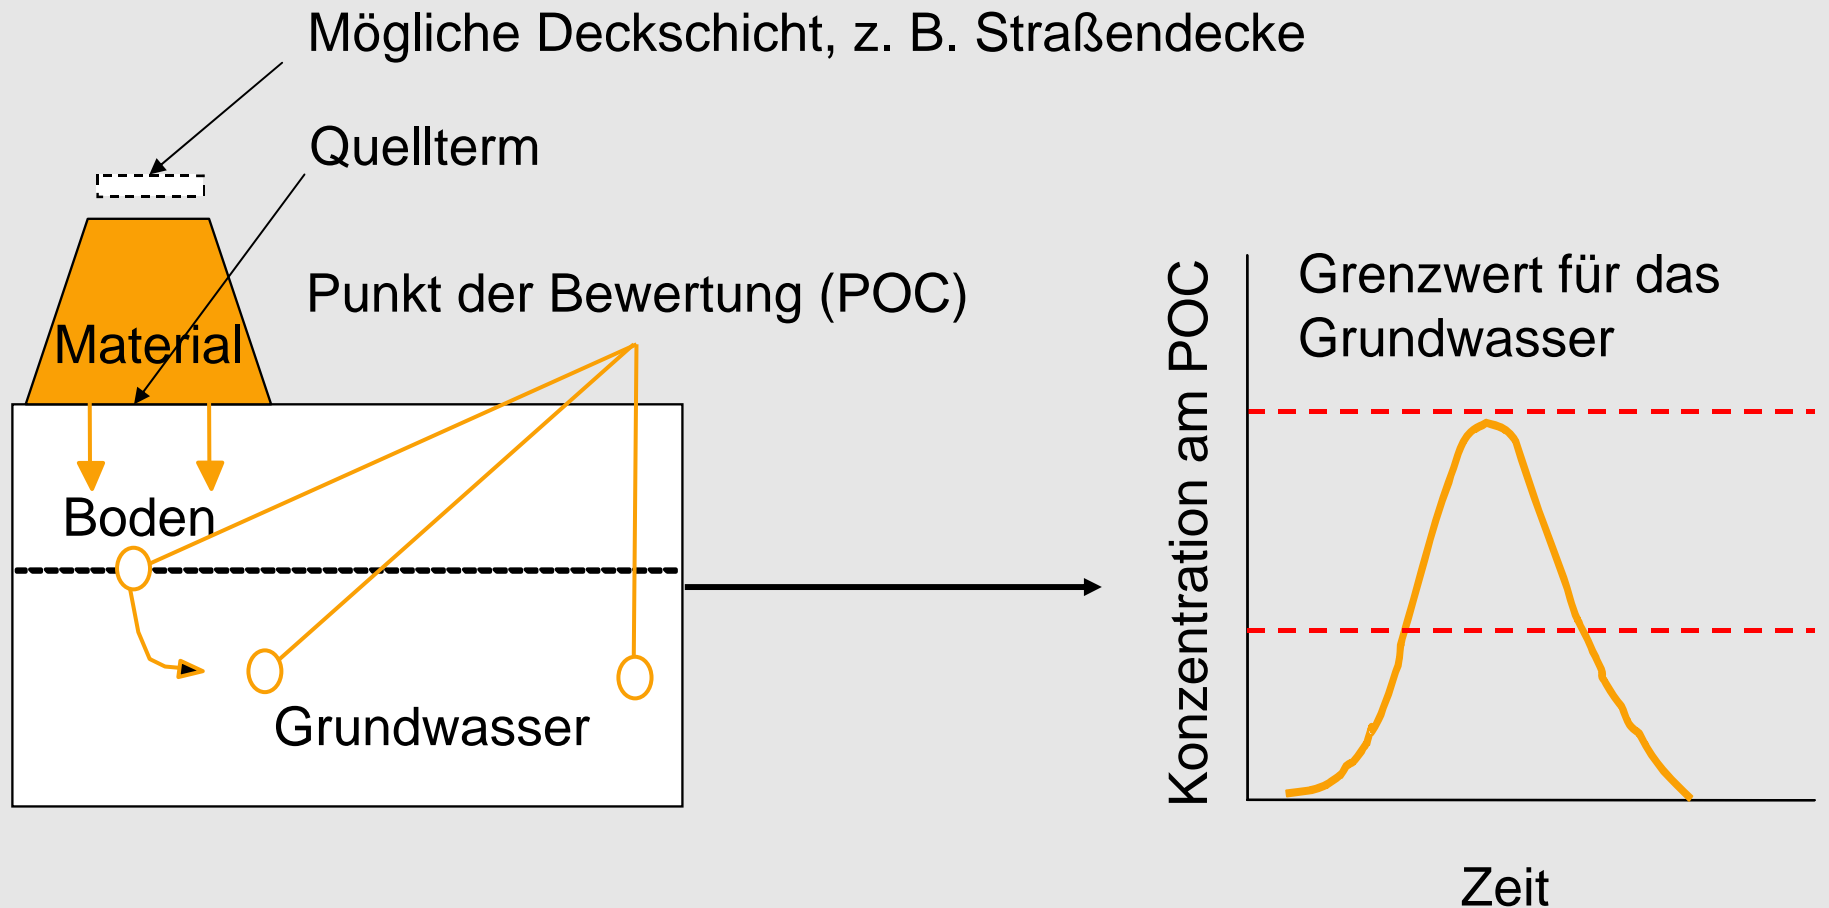 Mögliche Deckschicht, z. B. Straßendecke
Quellterm
Punkt der Bewertung (POC)
Material
Boden
Grundwasser
Konzentration am POC
Grenzwert für das
Grundwasser
Zeit